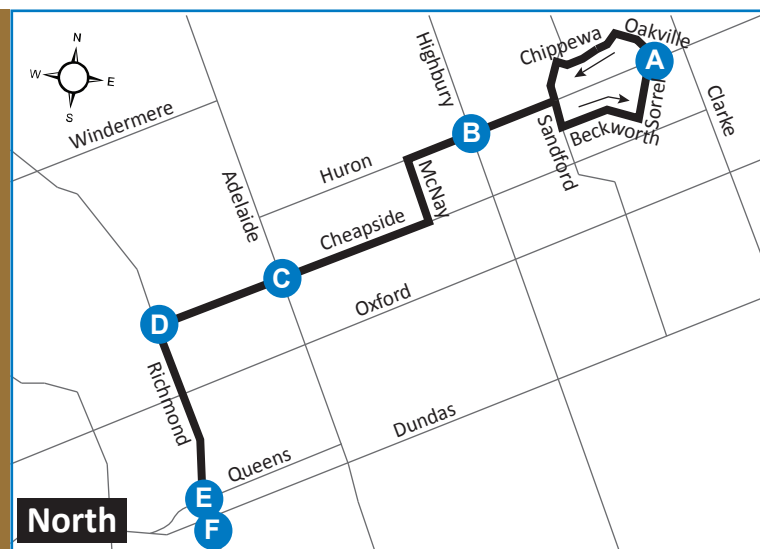 N
W
E
S
Windermere
Adelaide
Highbury
Chippewa
Oakville
A
Sorrel
Clarke
B
Sandford
Beckworth
Huron
McNay
Cheapside
C
D
Oxford
Richmond
Dundas
Queens
E
F
North